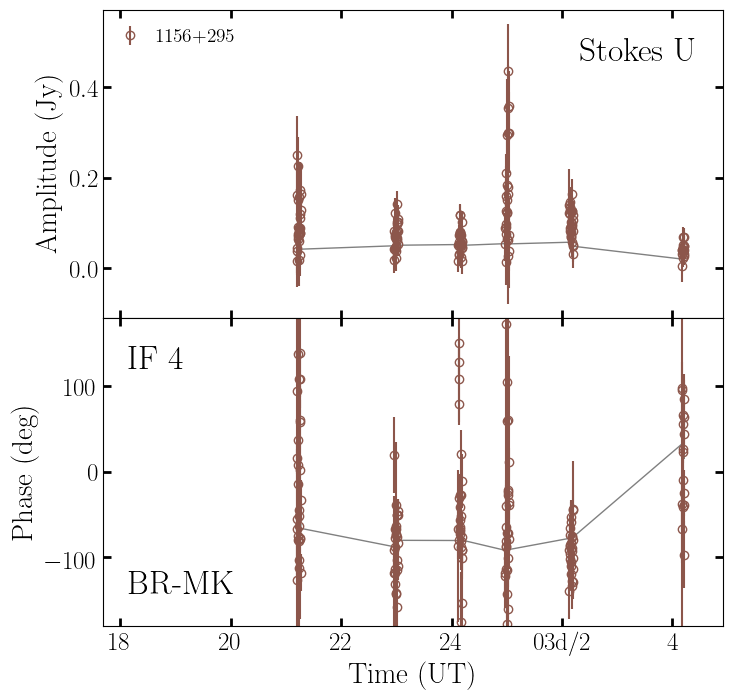 1156+295
Stokes U
Amplitude (Jy)
0.4
0.2
0.0
IF 4
BR-MK
Phase (deg)
100
0
−100
18 20 22 24 03d/2 4
Time (UT)